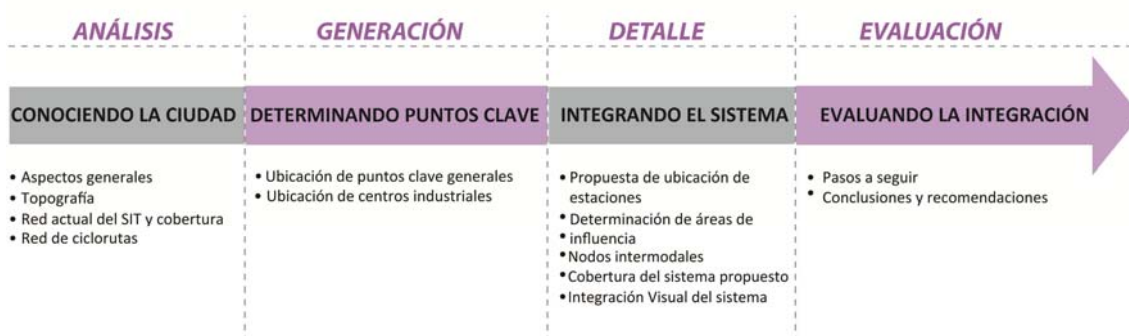 ANÁLISIS
GENERACIÓN
DETALLE
EVALUACIÓN
CONOCIENDO LA CIUDAD
DETERMINANDO PUNTOS CLAVE
INTEGRANDO EL SISTEMA
EVALUANDO LA INTEGRACIÓN
• Aspectos generales
• Topografía
• Red actual del SIT y cobertura
• Red de ciclorutas
• Ubicación de puntos clave generales
• Ubicación de centros industriales
• Propuesta de ubicación de
estaciones
• Determinación de áreas de
• influencia
• Nodos intermodales
• Cobertura del sistema propuesto
• Integración Visual del sistema
• Pasos a seguir
• Conclusiones y recomendaciones